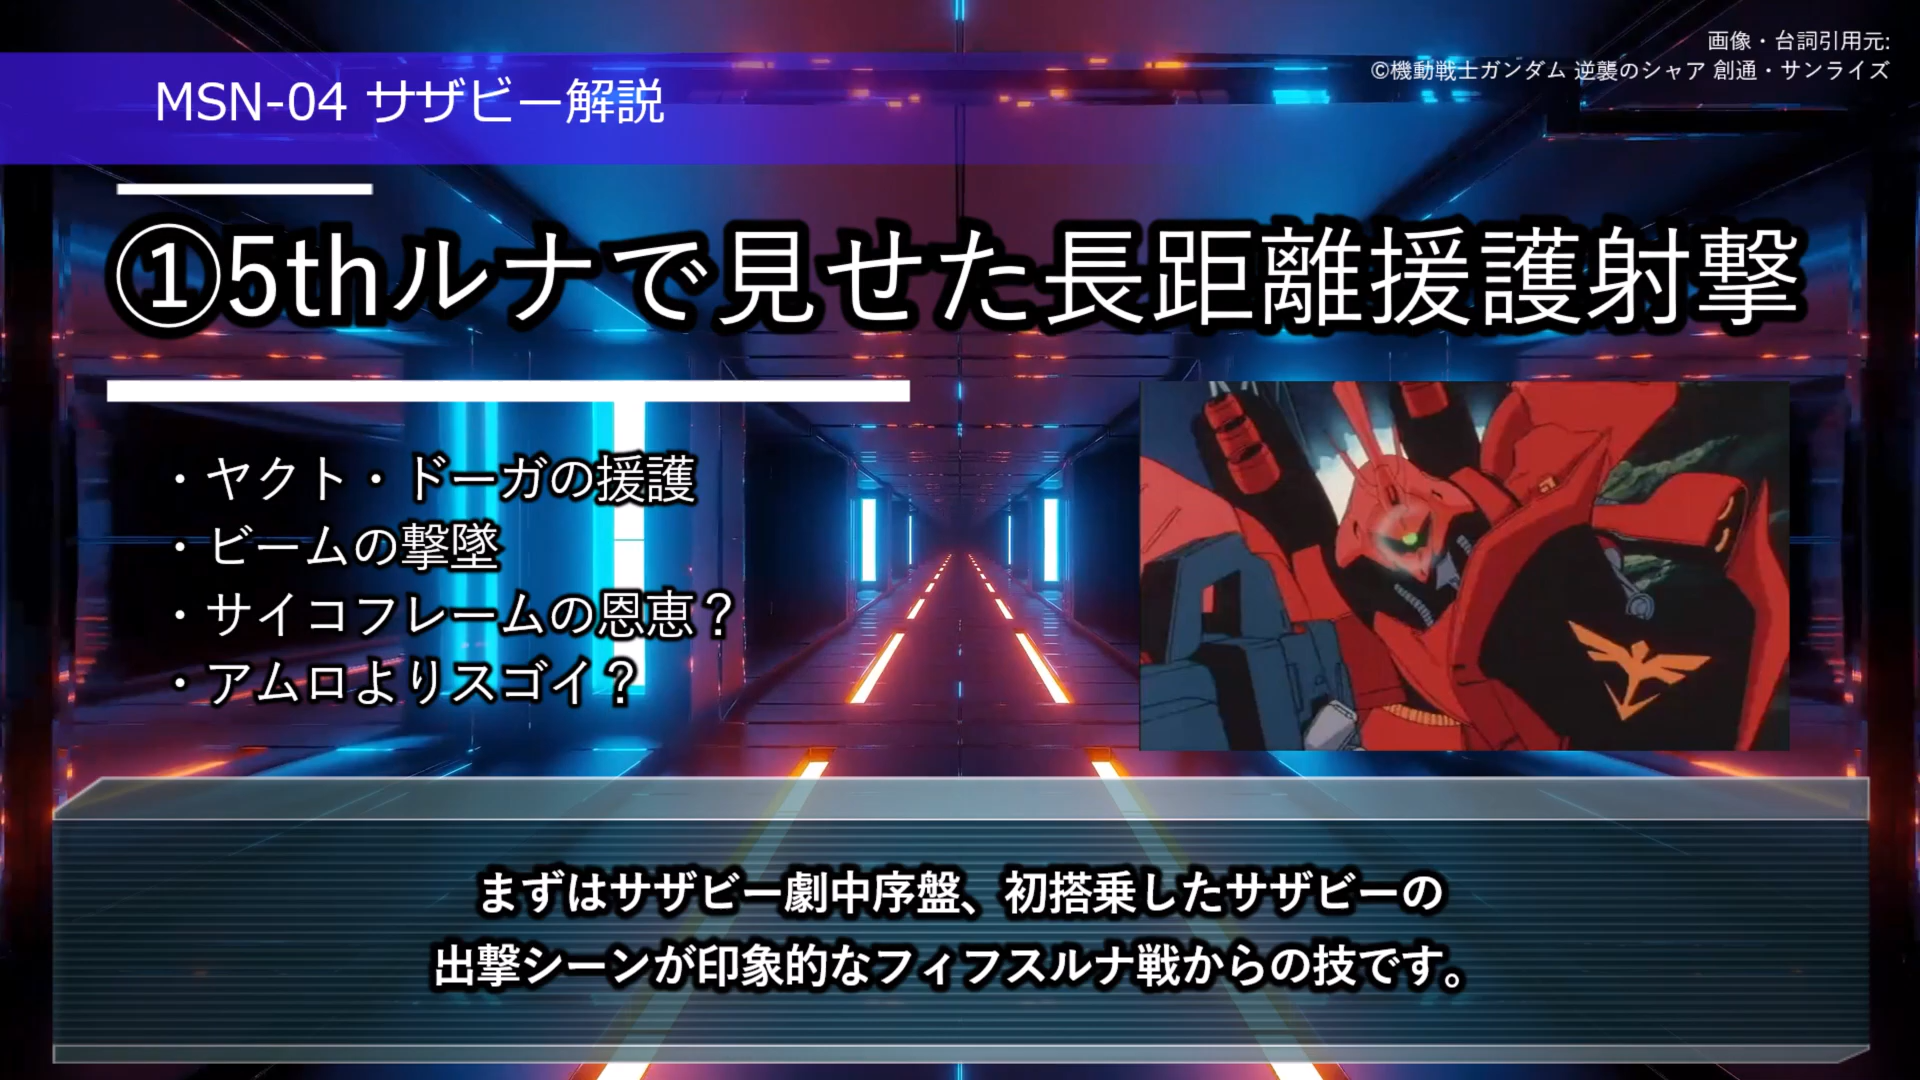 画像・台詞引用元:
©機動戦士ガンダム 逆襲のシャア 創通・サンライズ
MSN-04 サザビー解説
①5thルナで見せた長距離援護射撃
・ヤクト・ドーガの援護
・ビームの撃墜
・サイコフレームの恩恵？
・アムロよりスゴイ？
まずはサザビー劇中序盤、初搭乗したサザビーの
出撃シーンが印象的なフィフスルナ戦からの技です。